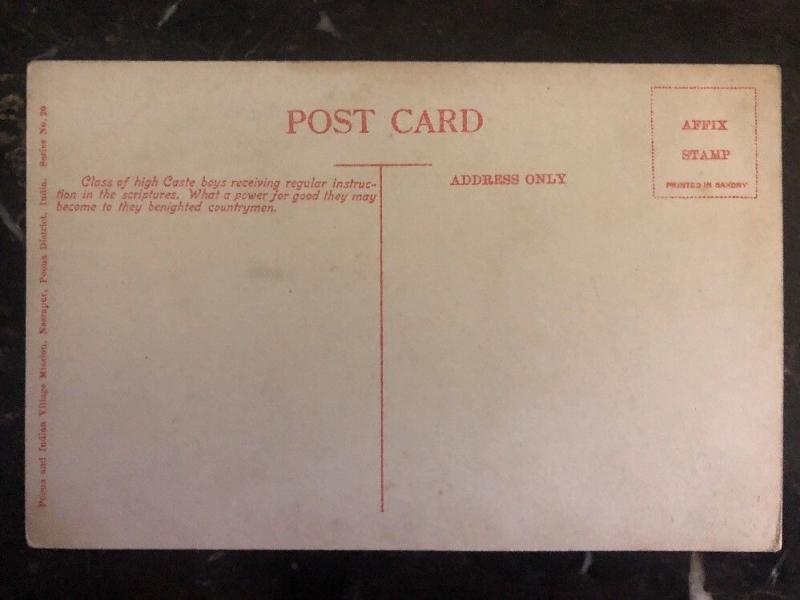 POST CARD
AFFIX
STAMP
PRINTED IN SAXONY
Class of high Caste boys receiving regular instruc-
tion in the scriptures. What a power for good they may
become to they benighted countrymen.
ADDRESS ONLY
Poona and Indian Village Mission, Nasrapur, Poona District, India. Series No. 20